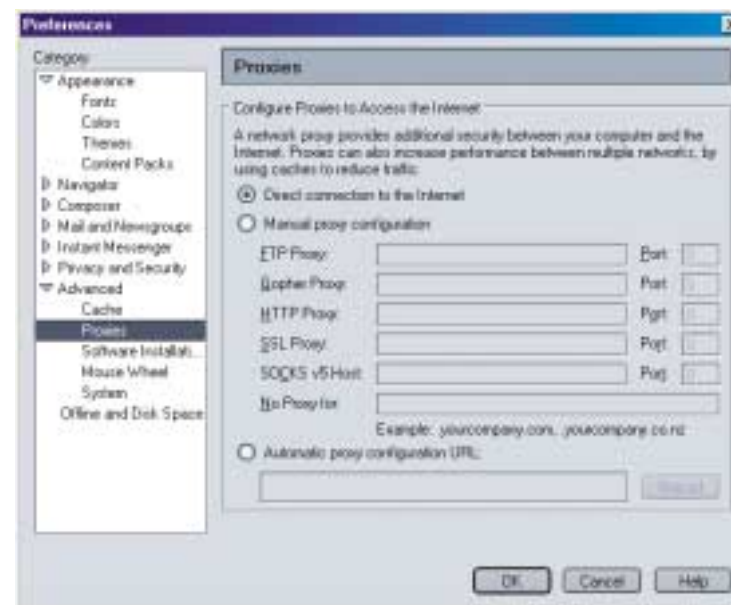 Preferences
Category
Appearance
Fonts
Colors
Themes
Content Packs
Navigator
Composer
Mail and Newsgroups
Instant Messenger
Privacy and Security
Advanced
Cache
Proxies
Software Installati...
Mouse Wheel
System
Offline and Disk Space
Proxies
Configure Proxies to Access the Internet
A network proxy provides additional security between your computer and the
Internet. Proxies can also increase performance between multiple networks, by
using caches to reduce traffic.
Direct connection to the Internet
Manual proxy configuration
FTP Proxy: Port:
Gopher Proxy: Port:
HTTP Proxy: Port:
SSL Proxy: Port:
SOCKS v5 Host: Port:
No Proxy for:
Example: .yourcompany.com, .yourcompany.co.nz
Automatic proxy configuration URL:
OK Cancel Help